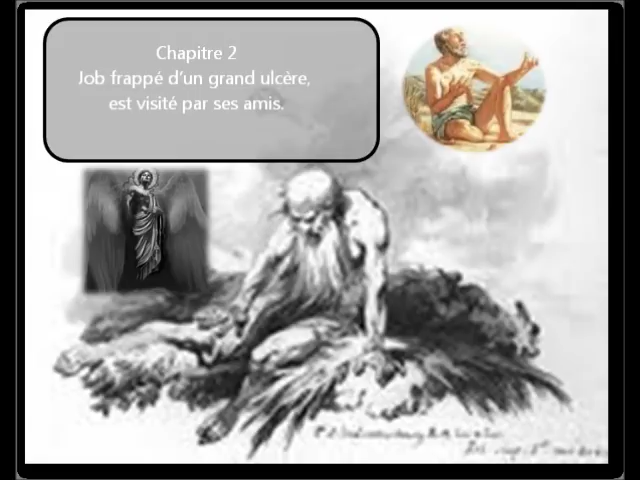 Chapitre 2
Job frappé d'un grand ulcère,
est visité par ses amis.